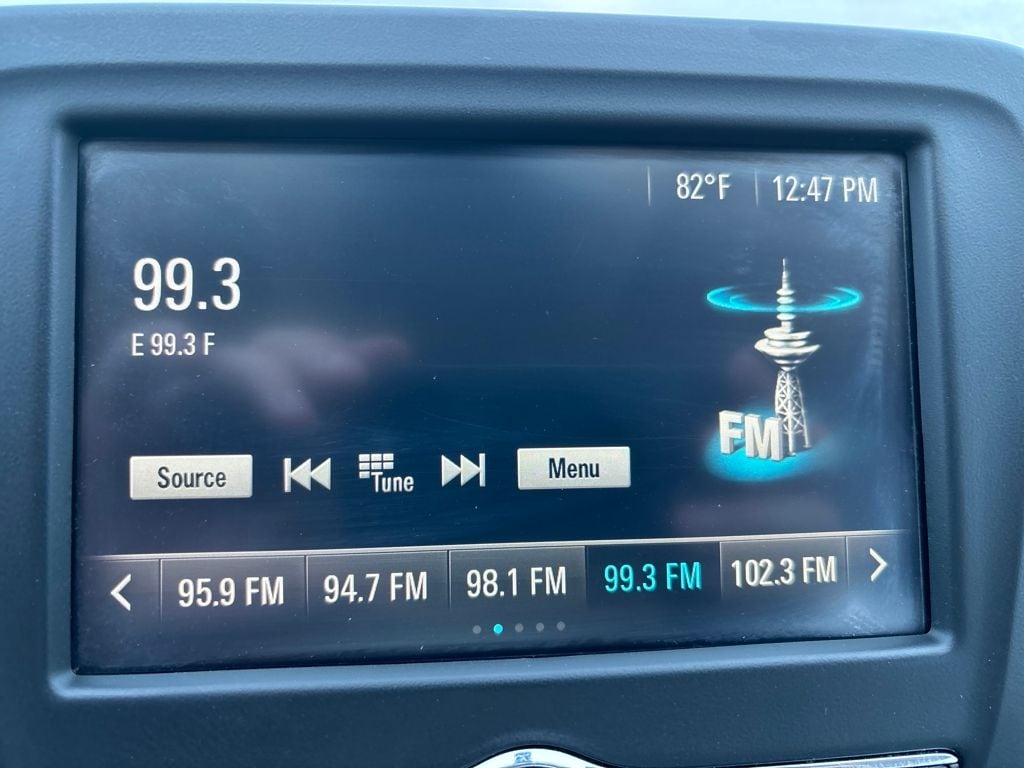 82°F 12:47 PM
99.3
E 99.3 F
FM
Source Tune Menu
95.9 FM 94.7 FM 98.1 FM 99.3 FM 102.3 FM